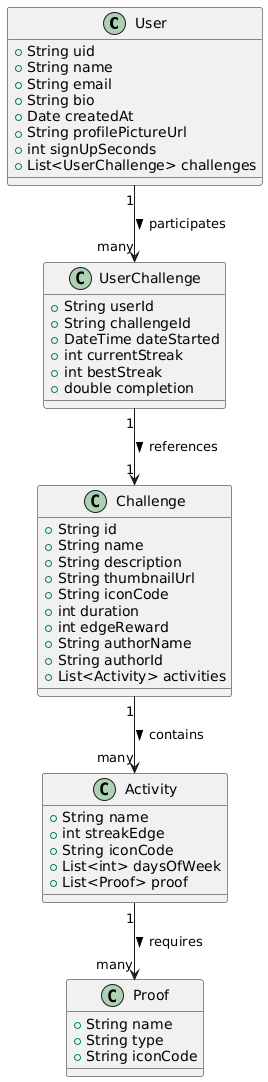 C User
String uid
String name
String email
String bio
Date createdAt
String profilePictureUrl
int signUpSeconds
List<UserChallenge> challenges
1
participates
many
C UserChallenge
String userId
String challengeId
DateTime dateStarted
int currentStreak
int bestStreak
double completion
1
references
1
C Challenge
String id
String name
String description
String thumbnailUrl
String iconCode
int duration
int edgeReward
String authorName
String authorId
List<Activity> activities
1
contains
many
C Activity
String name
int streakEdge
String iconCode
List<int> daysOfWeek
List<Proof> proof
1
requires
many
C Proof
String name
String type
String iconCode